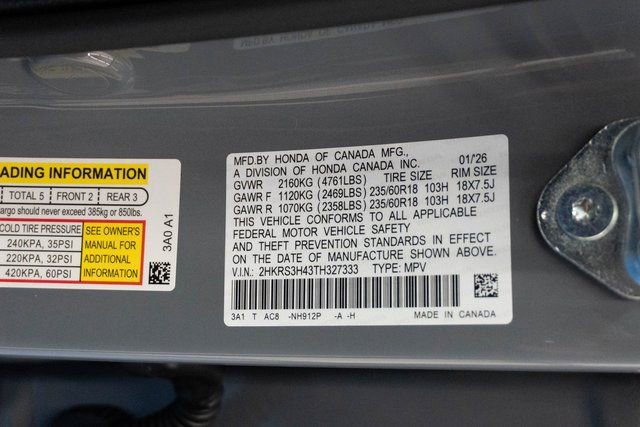 MFD.BY HONDA OF CANADA MFG.,
A DIVISION OF HONDA CANADA INC. 01/'26
GVWR 2160KG (4761LBS) TIRE SIZE RIM SIZE
GAWR F 1120KG (2469LBS) 235/60R18 103H 18X7.5J
GAWR R 1070KG (2358LBS) 235/60R18 103H 18X7.5J
THIS VEHICLE CONFORMS TO ALL APPLICABLE
FEDERAL MOTOR VEHICLE SAFETY
AND THEFT PREVENTION STANDARDS IN EFFECT
ON THE DATE OF MANUFACTURE SHOWN ABOVE.
V.I.N: 2HKRS3H43TH327333 TYPE: MPV
3A1 T AC8 -NH912P -A -H MADE IN CANADA
ADING INFORMATION
TOTAL 5 FRONT 2 REAR 3
argo should never exceed 385kg or 850lbs.
COLD TIRE PRESSURE SEE OWNER'S
240KPA, 35PSI MANUAL FOR
220KPA, 32PSI ADDITIONAL
420KPA, 60PSI INFORMATION
3A0 A1